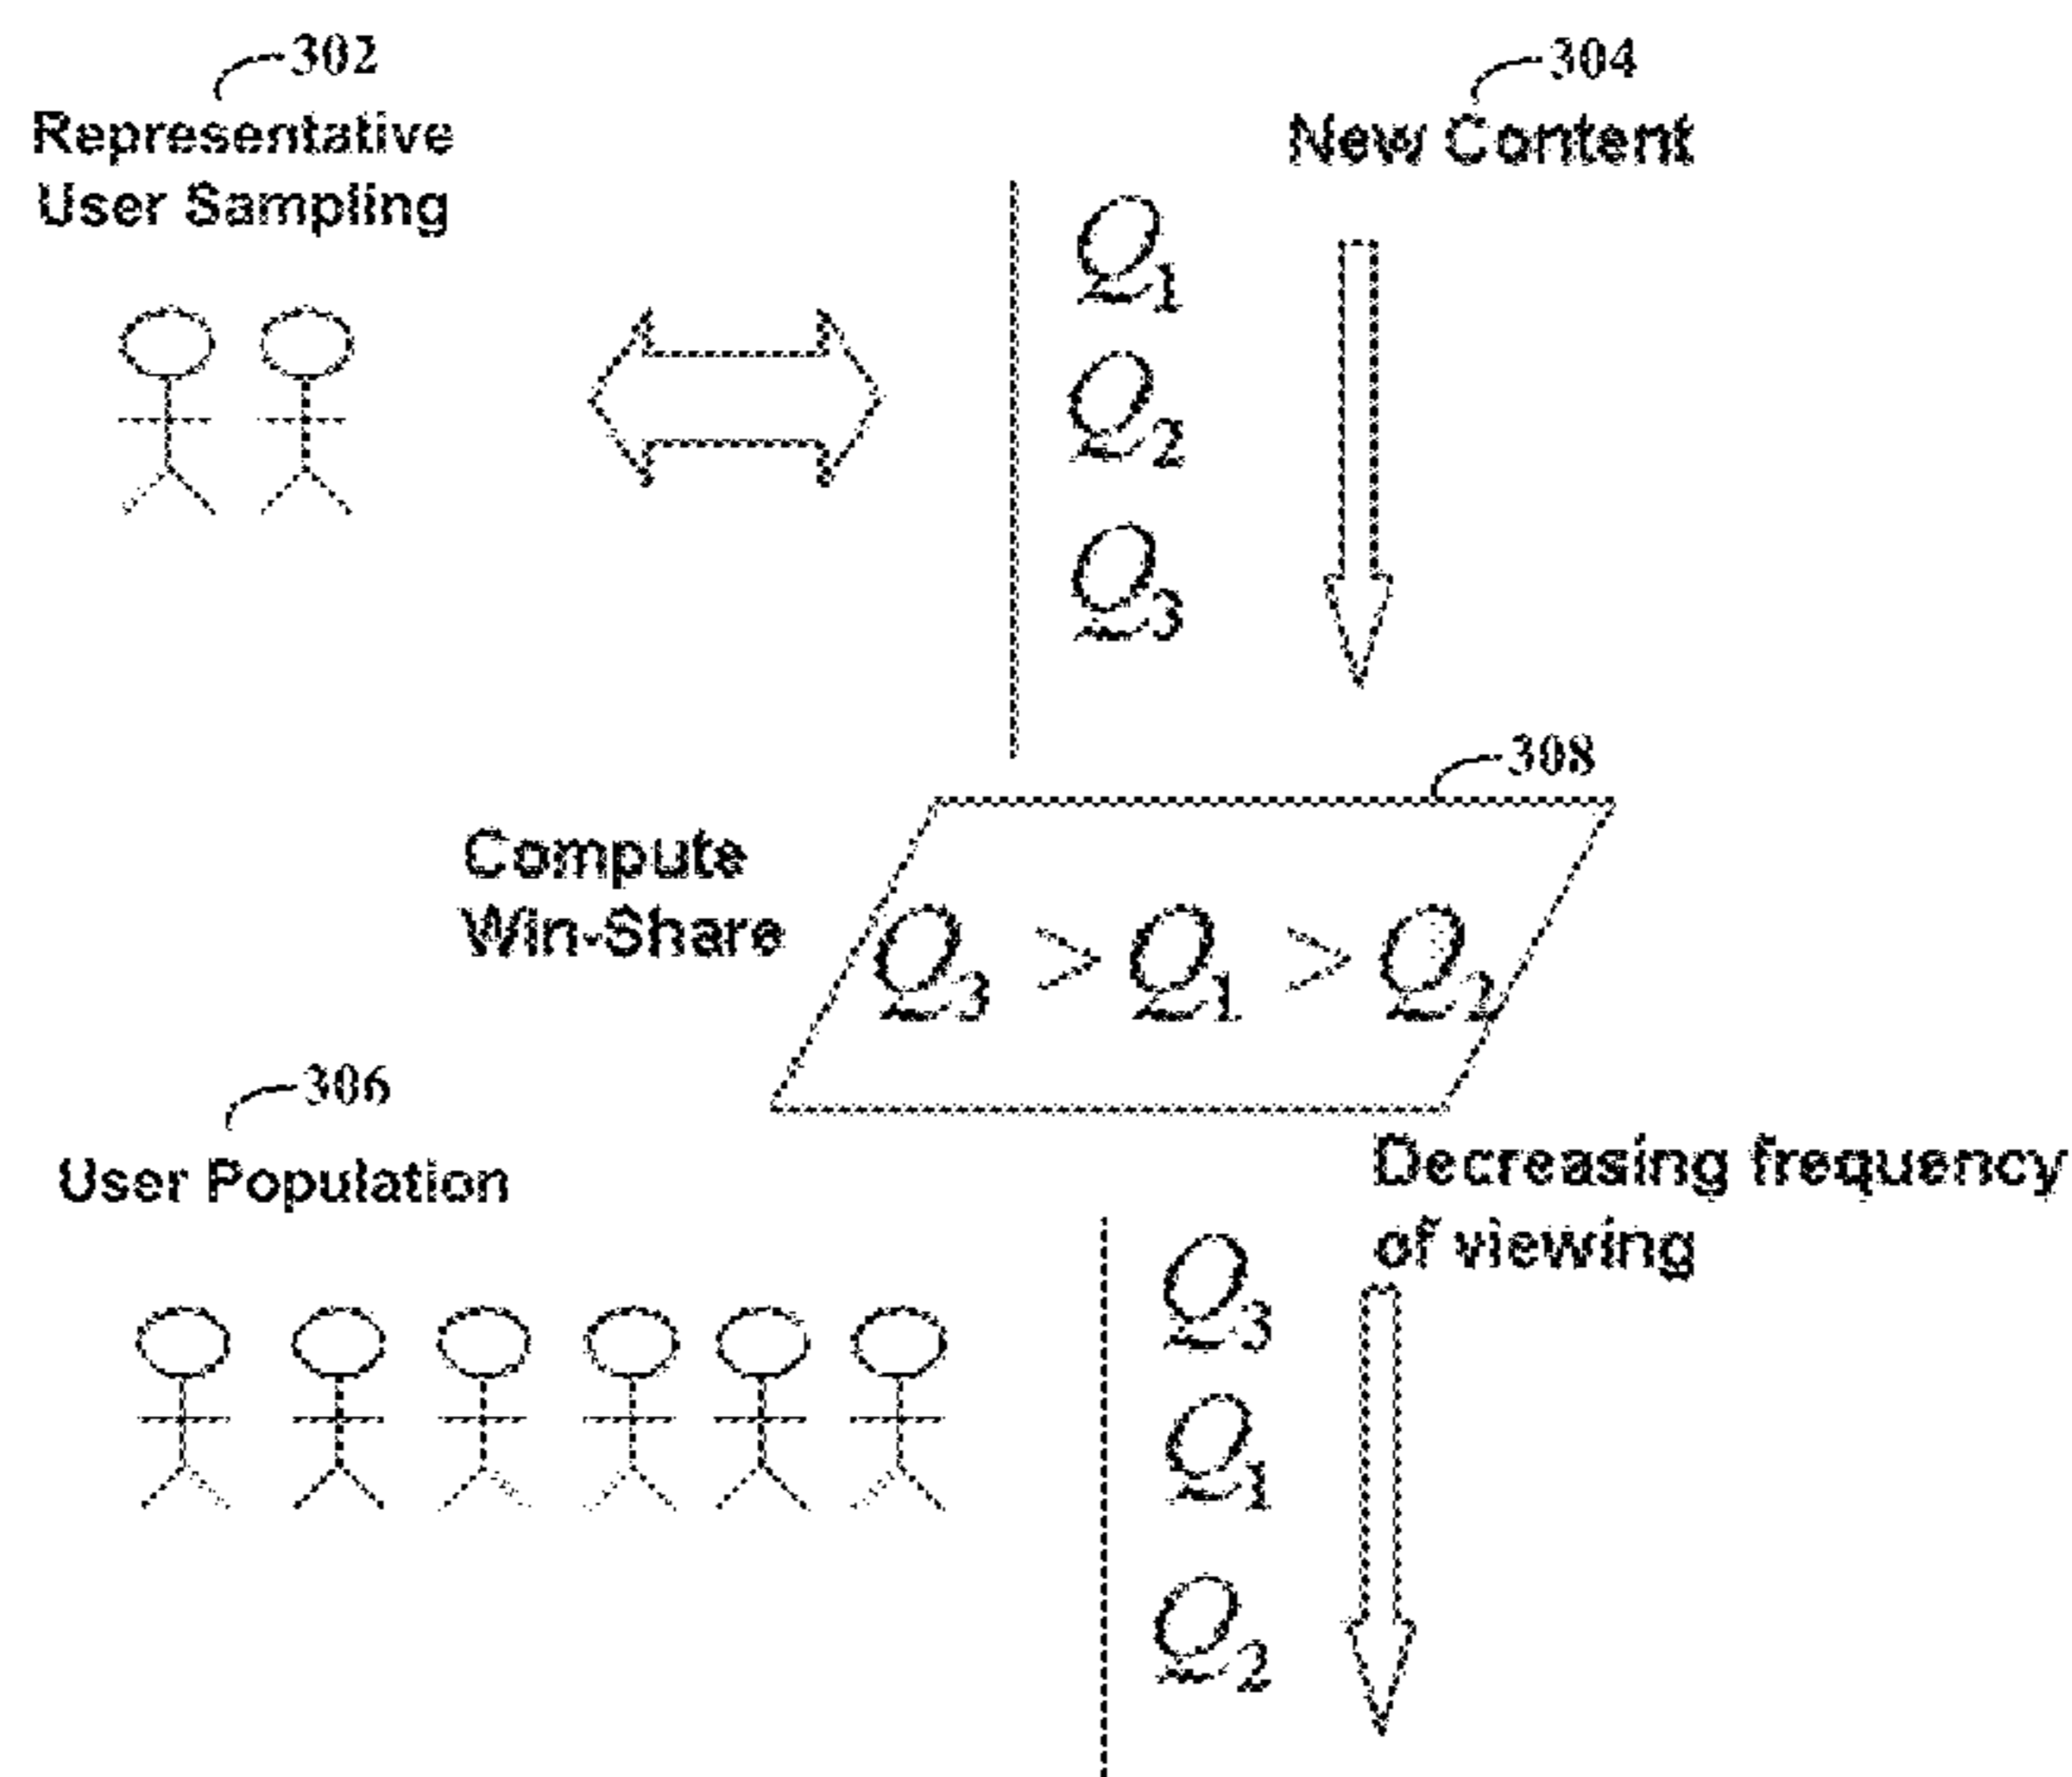 302
Representative
User Sampling
304
New Content
Q1
Q2
Q3
308
Compute
Win-Share
Q3 > Q1 > Q2
306
User Population
Decreasing frequency
of viewing
Q3
Q1
Q2